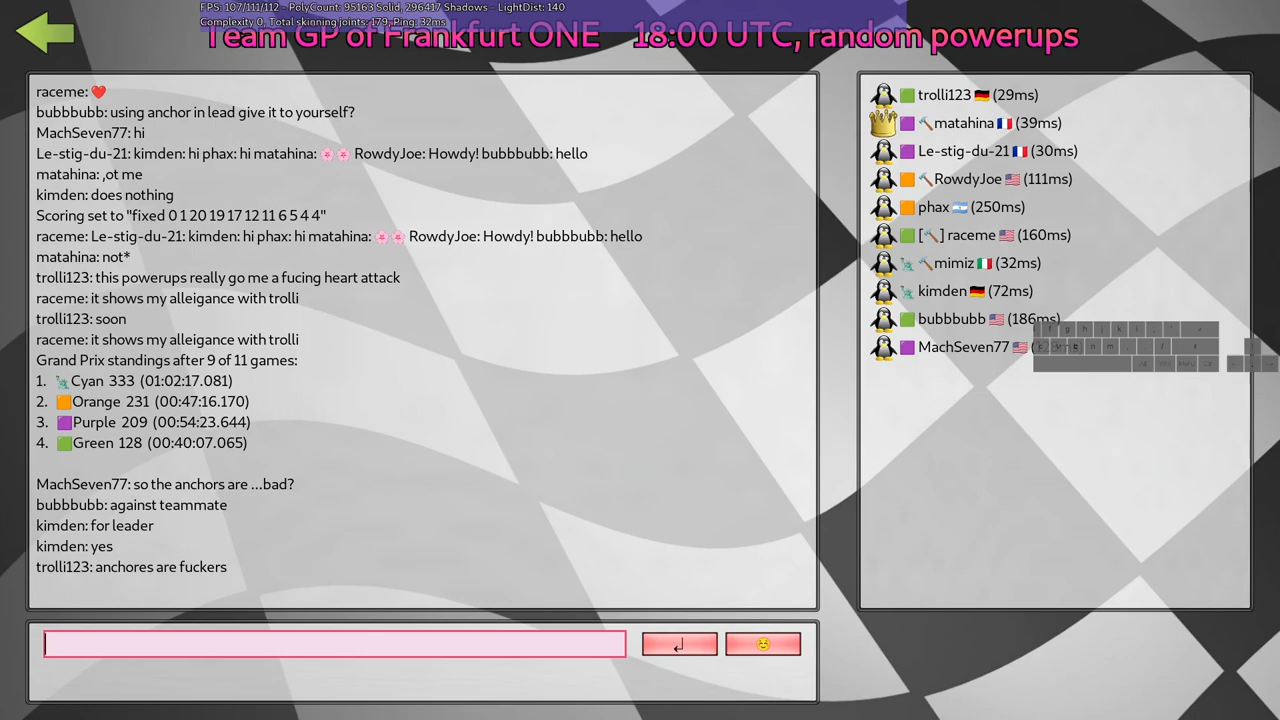 FPS: 107/111/112 - PolyCount: 95163 Solid, 296417 Shadows - LightDist: 140
Complexity 0, Total skinning joints: 179, Ping: 32ms
Team GP of Frankfurt ONE 18:00 UTC, random powerups
raceme: ❤️
bubbbubb: using anchor in lead give it to yourself?
MachSeven77: hi
Le-stig-du-21: kimden: hi phax: hi matahina: 🌸🌸 RowdyJoe: Howdy! bubbbubb: hello
matahina: ,ot me
kimden: does nothing
Scoring set to "fixed 0 1 20 19 17 12 11 6 5 4 4"
raceme: Le-stig-du-21: kimden: hi phax: hi matahina: 🌸🌸 RowdyJoe: Howdy! bubbbubb: hello
matahina: not*
trolli123: this powerups really go me a fucing heart attack
raceme: it shows my alleigance with trolli
trolli123: soon
raceme: it shows my alleigance with trolli
Grand Prix standings after 9 of 11 games:
1. 🗽Cyan 333 (01:02:17.081)
2. 🟧Orange 231 (00:47:16.170)
3. 🟪Purple 209 (00:54:23.644)
4. 🟩Green 128 (00:40:07.065)
MachSeven77: so the anchors are ...bad?
bubbbubb: against teammate
kimden: for leader
kimden: yes
trolli123: anchores are fuckers
🟩 trolli123 🇩🇪 (29ms)
🟪 🔨matahina 🇫🇷 (39ms)
🟪 Le-stig-du-21 🇫🇷 (30ms)
🟧 🔨RowdyJoe 🇺🇸 (111ms)
🟧 phax 🇦🇷 (250ms)
🟩 [🔨] raceme 🇺🇸 (160ms)
🗽 🔨mimiz 🇮🇹 (32ms)
🗽 kimden 🇩🇪 (72ms)
🟩 bubbbubb 🇺🇸 (186ms)
🟪 MachSeven77 🇺🇸